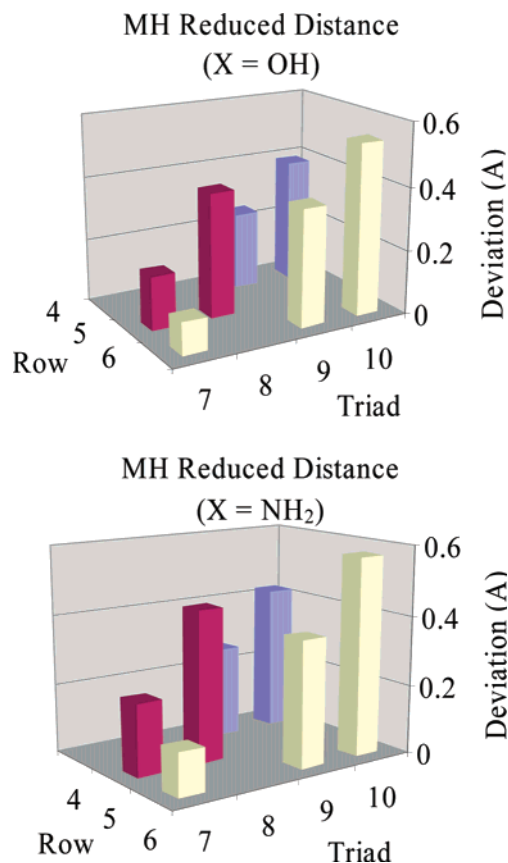 MH Reduced Distance
(X = OH)
0.6
0.4
0.2
0
Deviation (A)
4
5
6
Row
7
8
9
10
Triad
MH Reduced Distance
(X = NH₂)
0.6
0.4
0.2
0
Deviation (A)
4
5
6
Row
7
8
9
10
Triad